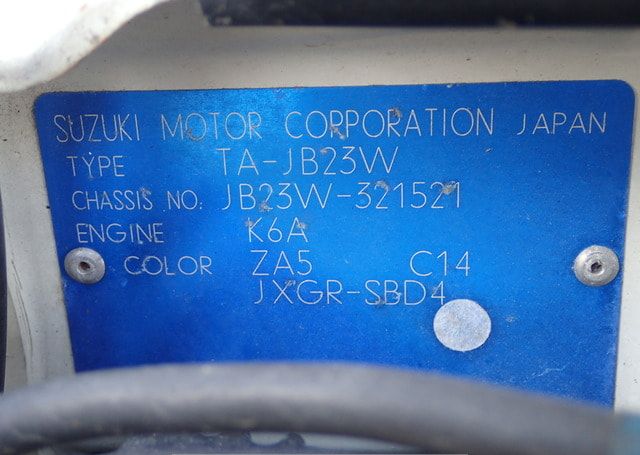 SUZUKI MOTOR CORPORATION JAPAN
TYPE TA-JB23W
CHASSIS NO. JB23W-321521
ENGINE K6A
COLOR ZA5 C14
JXGR-SBD4